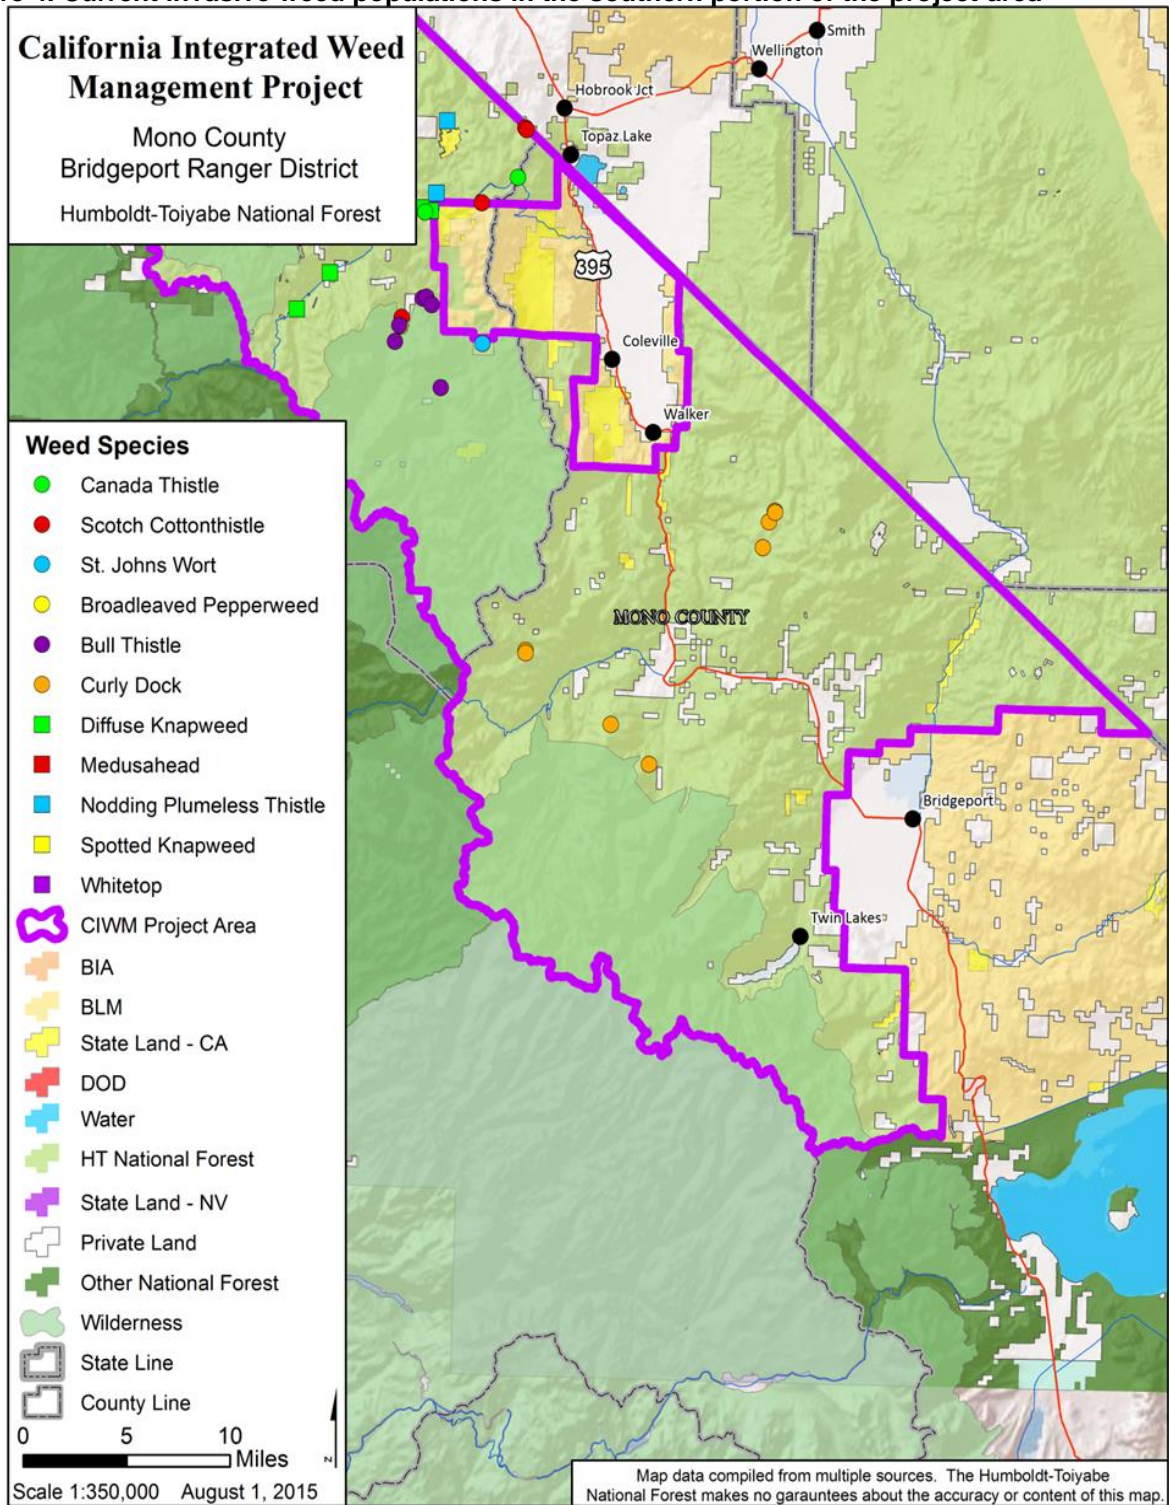 California Integrated Weed
Management Project
Mono County
Bridgeport Ranger District
Humboldt-Toiyabe National Forest
Smith
Wellington
Hobrook Jct
Topaz Lake
395
Coleville
Walker
MONO COUNTY
Bridgeport
Twin Lakes
Weed Species
Canada Thistle
Scotch Cottonthistle
St. Johns Wort
Broadleaved Pepperweed
Bull Thistle
Curly Dock
Diffuse Knapweed
Medusahead
Nodding Plumeless Thistle
Spotted Knapweed
Whitetop
CIWM Project Area
BIA
BLM
State Land - CA
DOD
Water
HT National Forest
State Land - NV
Private Land
Other National Forest
Wilderness
State Line
County Line
0 5 10
Miles
N
Scale 1:350,000 August 1, 2015
Map data compiled from multiple sources. The Humboldt-Toiyabe
National Forest makes no garauntees about the accuracy or content of this map.